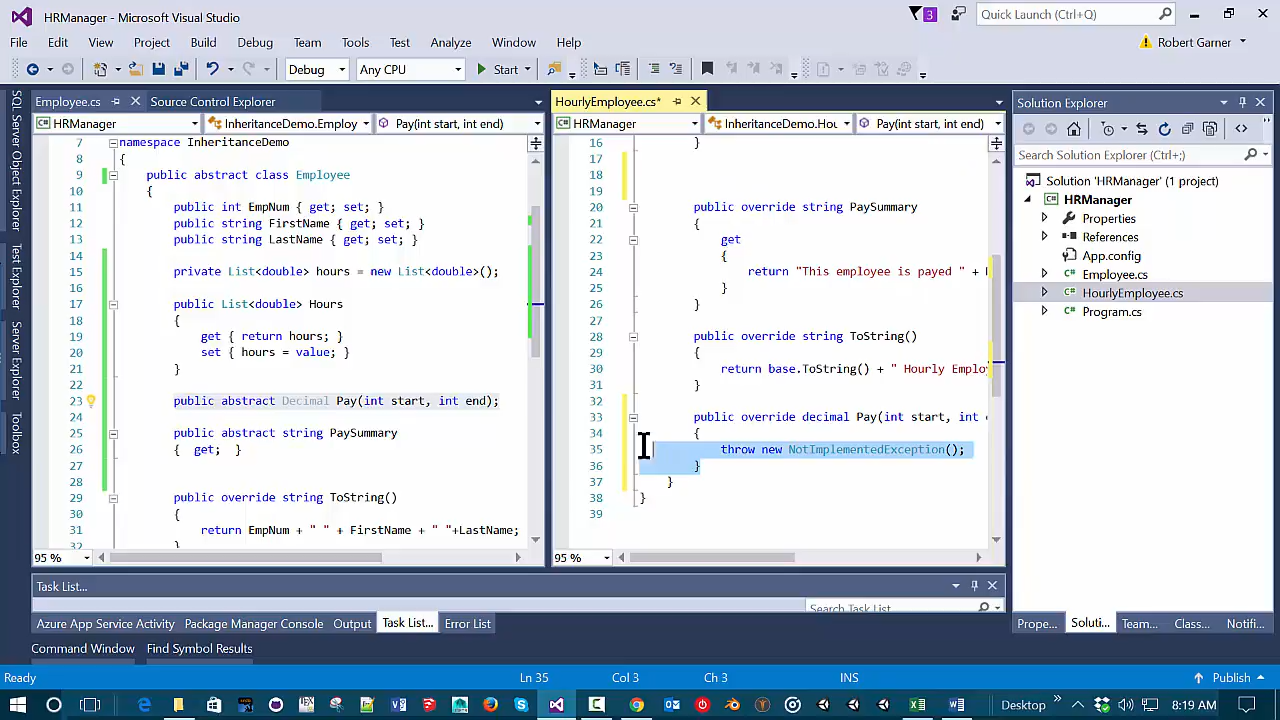 HRManager - Microsoft Visual Studio
3
Quick Launch (Ctrl+Q)
File Edit View Project Build Debug Team Tools Test Analyze Window Help
Robert Garner
Debug Any CPU Start
SQL Server Object Explorer
Test Explorer
Server Explorer
Toolbox
Employee.cs Source Control Explorer
HRManager InheritanceDemo.Employ Pay(int start, int end)
7 namespace InheritanceDemo
8 {
9 public abstract class Employee
10 {
11 public int EmpNum { get; set; }
12 public string FirstName { get; set; }
13 public string LastName { get; set; }
14
15 private List<double> hours = new List<double>();
16
17 public List<double> Hours
18 {
19 get { return hours; }
20 set { hours = value; }
21 }
22
23 public abstract Decimal Pay(int start, int end);
24
25 public abstract string PaySummary
26 { get; }
27
28
29 public override string ToString()
30 {
31 return EmpNum + " " + FirstName + " "+LastName;
32 }
95 %
HourlyEmployee.cs*
HRManager InheritanceDemo.Hou Pay(int start, int end)
16 }
17
18
19
20 public override string PaySummary
21 {
22 get
23 {
24 return "This employee is payed " +
25 }
26 }
27
28 public override string ToString()
29 {
30 return base.ToString() + " Hourly Emplo
31 }
32
33 public override decimal Pay(int start, int
34 {
35 throw new NotImplementedException();
36 }
37 }
38 }
39
95 %
Solution Explorer
Search Solution Explorer (Ctrl+;)
Solution 'HRManager' (1 project)
HRManager
Properties
References
App.config
Employee.cs
HourlyEmployee.cs
Program.cs
Prope... Soluti... Team... Class... Notifi...
Task List...
Search Task List
Azure App Service Activity Package Manager Console Output Task List... Error List
Command Window Find Symbol Results
Ready Ln 35 Col 3 Ch 3 INS Publish
Desktop 8:19 AM